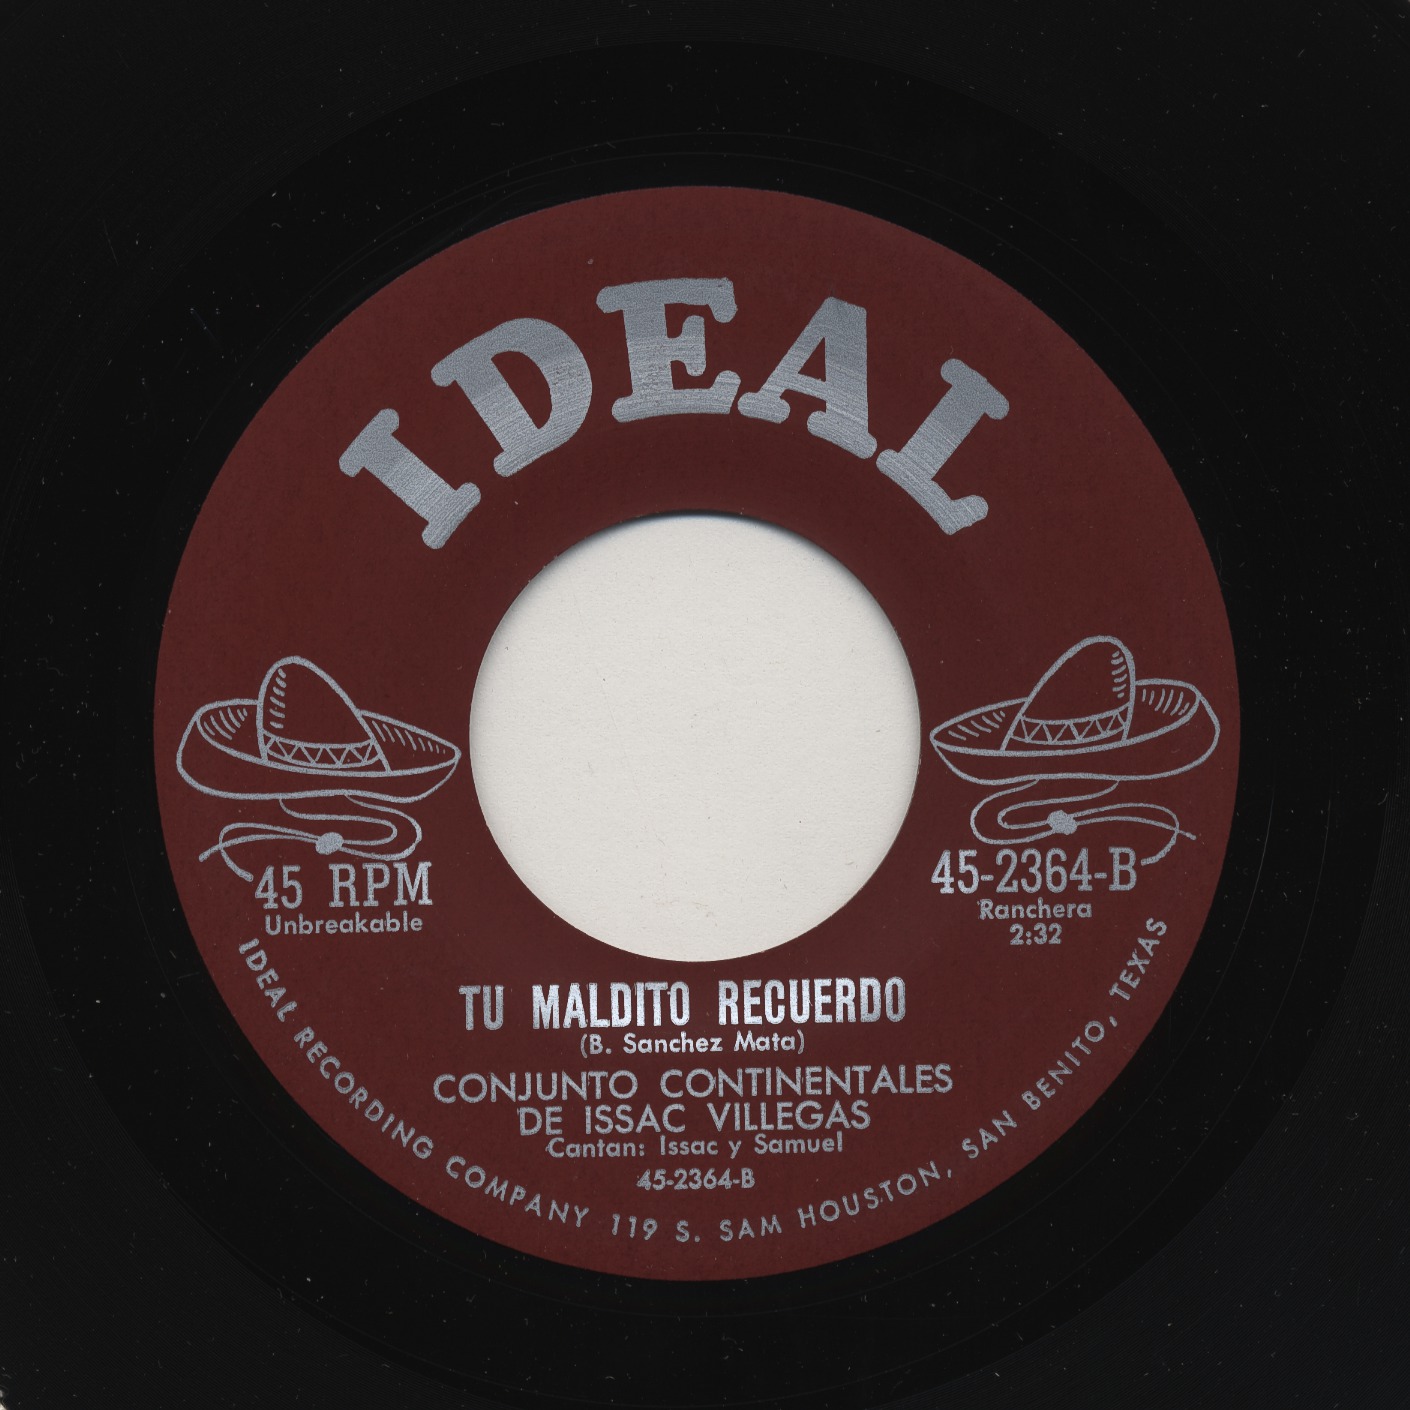 IDEAL
45 RPM
Unbreakable
45-2364-B
Ranchera
2:32
TU MALDITO RECUERDO
(B. Sanchez Mata)
CONJUNTO CONTINENTALES
DE ISSAC VILLEGAS
Cantan: Issac y Samuel
45-2364-B
IDEAL RECORDING COMPANY 119 S. SAM HOUSTON, SAN BENITO, TEXAS